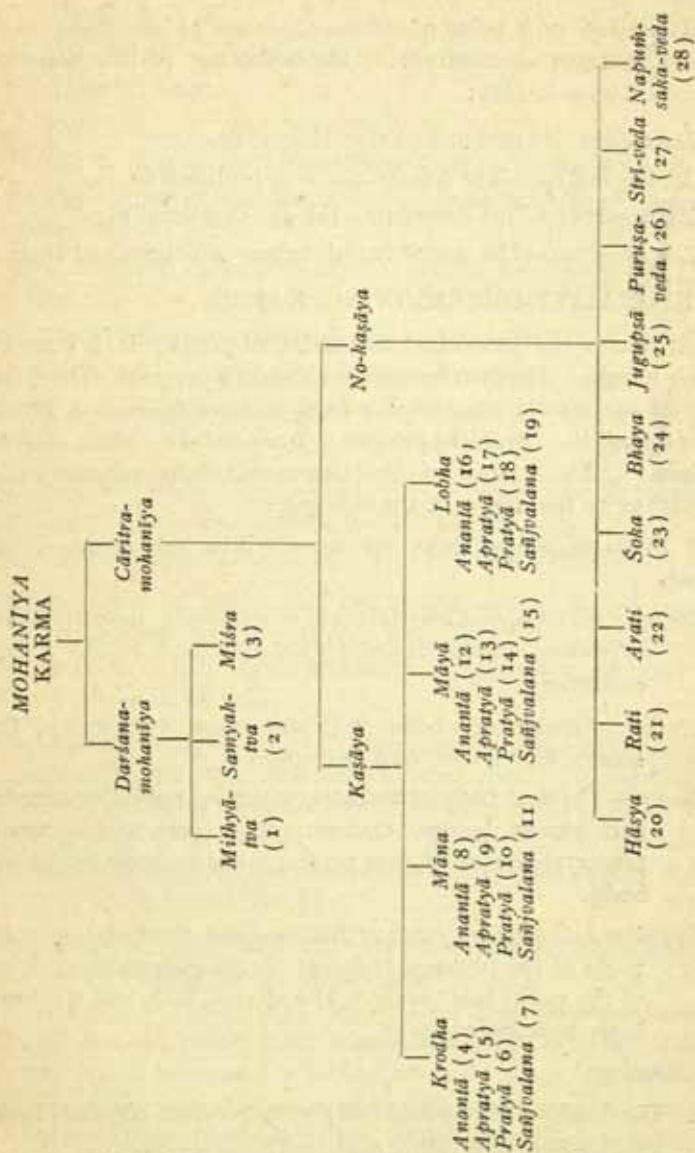 MOHANĪYA
KARMA
Darśana-
mohanīya
Cāritra-
mohanīya
Mithyā-
tva
(1)
Samyah-
tva
(2)
Miśra
(3)
Kaṣāya
No-kaṣāya
Krodha
Anantā (4)
Apratyā (5)
Pratyā (6)
Sañjvalana (7)
Māna
Anantā (8)
Apratyā (9)
Pratyā (10)
Sañjvalana (11)
Māyā
Anantā (12)
Apratyā (13)
Pratyā (14)
Sañjvalana (15)
Lobha
Anantā (16)
Apratyā (17)
Pratyā (18)
Sañjvalana (19)
Hāsya
(20)
Rati
(21)
Arati
(22)
Śoka
(23)
Bhaya
(24)
Jugupsā
(25)
Puruṣa-
veda (26)
Strī-veda
(27)
Napuṁ-
saka-veda
(28)